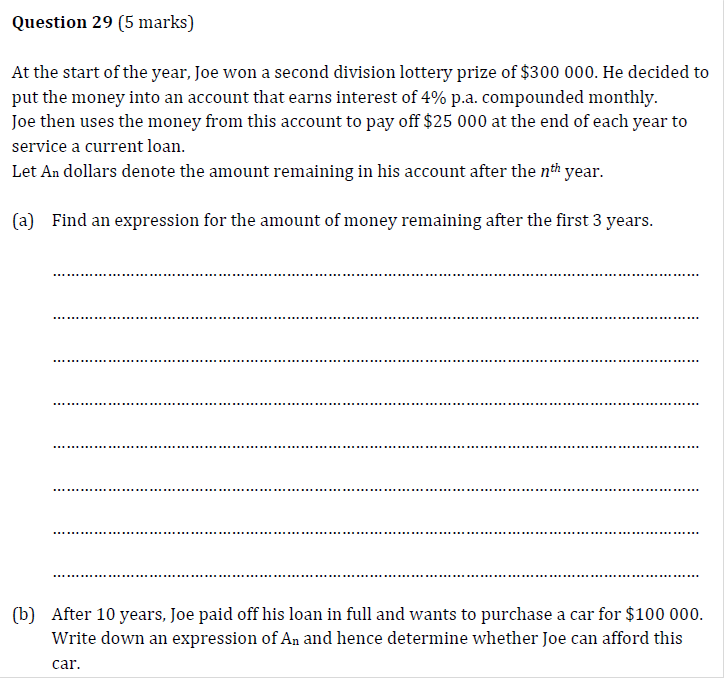 Question 29 (5 marks)
At the start of the year, Joe won a second division lottery prize of $300 000. He decided to
put the money into an account that earns interest of 4% p.a. compounded monthly.
Joe then uses the money from this account to pay off $25 000 at the end of each year to
service a current loan.
Let An dollars denote the amount remaining in his account after the nth year.
(a) Find an expression for the amount of money remaining after the first 3 years.
(b) After 10 years, Joe paid off his loan in full and wants to purchase a car for $100 000.
Write down an expression of An and hence determine whether Joe can afford this
car.